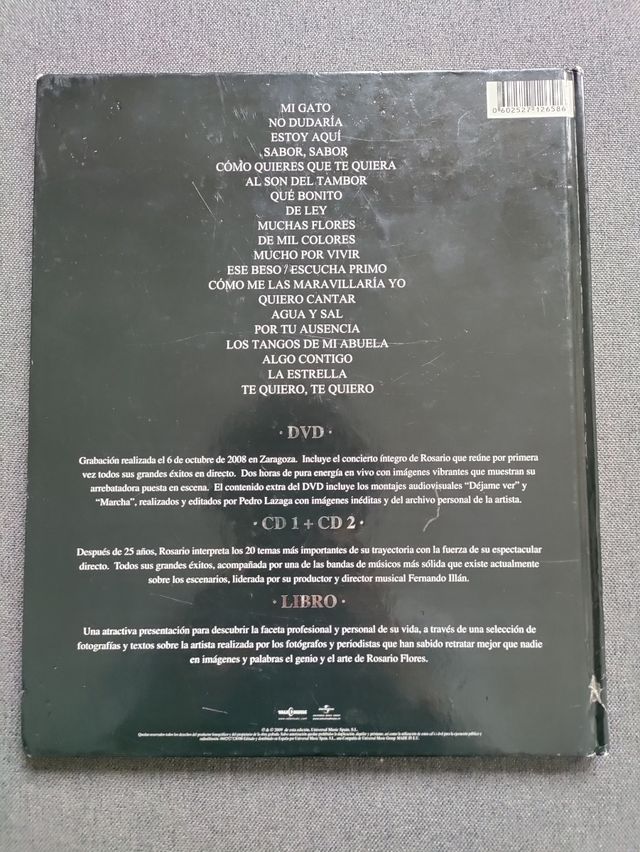 0 602527 126586
MI GATO
NO DUDARÍA
ESTOY AQUÍ
SABOR, SABOR
CÓMO QUIERES QUE TE QUIERA
AL SON DEL TAMBOR
QUÉ BONITO
DE LEY
MUCHAS FLORES
DE MIL COLORES
MUCHO POR VIVIR
ESE BESO / ESCUCHA PRIMO
CÓMO ME LAS MARAVILLARÍA YO
QUIERO CANTAR
AGUA Y SAL
POR TU AUSENCIA
LOS TANGOS DE MI ABUELA
ALGO CONTIGO
LA ESTRELLA
TE QUIERO, TE QUIERO
· DVD ·
Grabación realizada el 6 de octubre de 2008 en Zaragoza. Incluye el concierto íntegro de Rosario que reúne por primera
vez todos sus grandes éxitos en directo. Dos horas de pura energía en vivo con imágenes vibrantes que muestran su
arrebatadora puesta en escena. El contenido extra del DVD incluye los montajes audiovisuales “Déjame ver” y
“Marcha”, realizados y editados por Pedro Lazaga con imágenes inéditas y del archivo personal de la artista.
· CD 1 + CD 2 ·
Después de 25 años, Rosario interpreta los 20 temas más importantes de su trayectoria con la fuerza de su espectacular
directo. Todos sus grandes éxitos, acompañada por una de las bandas de músicos más sólida que existe actualmente
sobre los escenarios, liderada por su productor y director musical Fernando Illán.
· LIBRO ·
Una atractiva presentación para descubrir la faceta profesional y personal de su vida, a través de una selección de
fotografías y textos sobre la artista realizada por los fotógrafos y periodistas que han sabido retratar mejor que nadie
en imágenes y palabras el genio y el arte de Rosario Flores.
℗ & © 2009 de esta edición, Universal Music Spain, S.L.